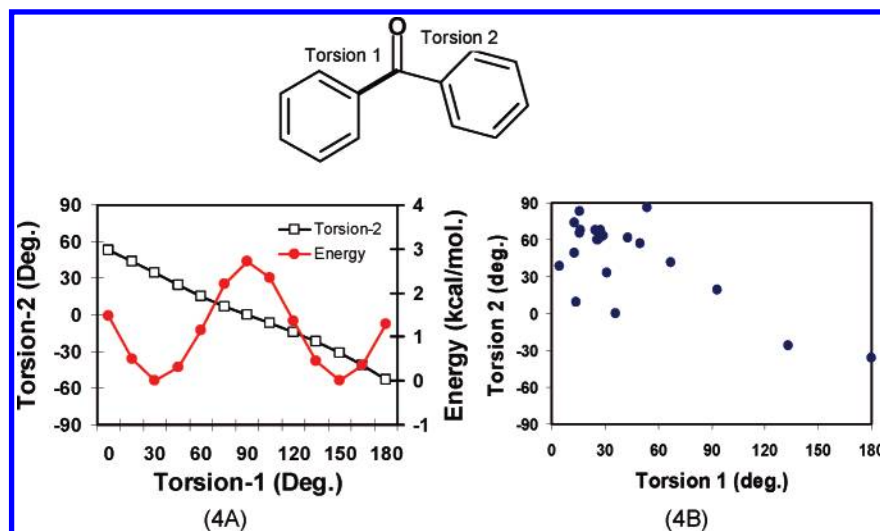 O
Torsion 1
Torsion 2
90
60
30
0
-30
-60
-90
Torsion-2 (Deg.)
Torsion-2
Energy
4
3
2
1
0
-1
Energy (kcal/mol.)
0 30 60 90 120 150 180
Torsion-1 (Deg.)
(4A)
90
60
30
0
-30
-60
-90
Torsion 2 (deg.)
0 30 60 90 120 150 180
Torsion 1 (deg.)
(4B)